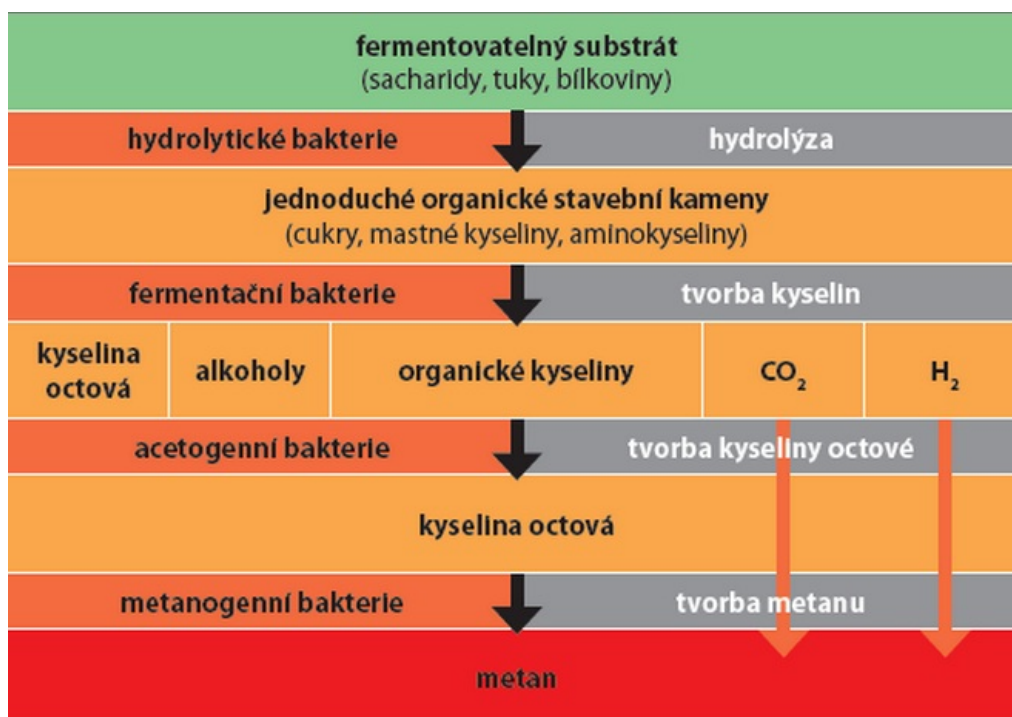 fermentovatelný substrát
(sacharidy, tuky, bílkoviny)
hydrolytické bakterie
hydrolýza
jednoduché organické stavební kameny
(cukry, mastné kyseliny, aminokyseliny)
fermentační bakterie
tvorba kyselin
kyselina
octová
alkoholy
organické kyseliny
CO₂
H₂
acetogenní bakterie
tvorba kyseliny octové
kyselina octová
metanogenní bakterie
tvorba metanu
metan